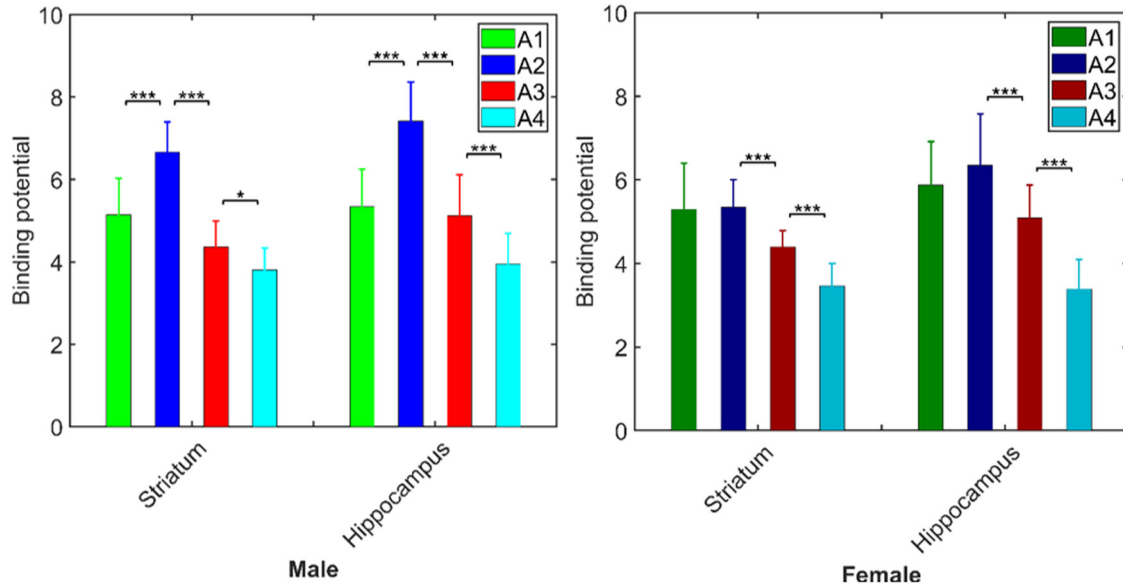 Binding potential
10
8
6
4
2
0
*** ***
*
*** ***
***
A1
A2
A3
A4
Striatum
Hippocampus
Male
Binding potential
10
8
6
4
2
0
***
***
***
***
A1
A2
A3
A4
Striatum
Hippocampus
Female